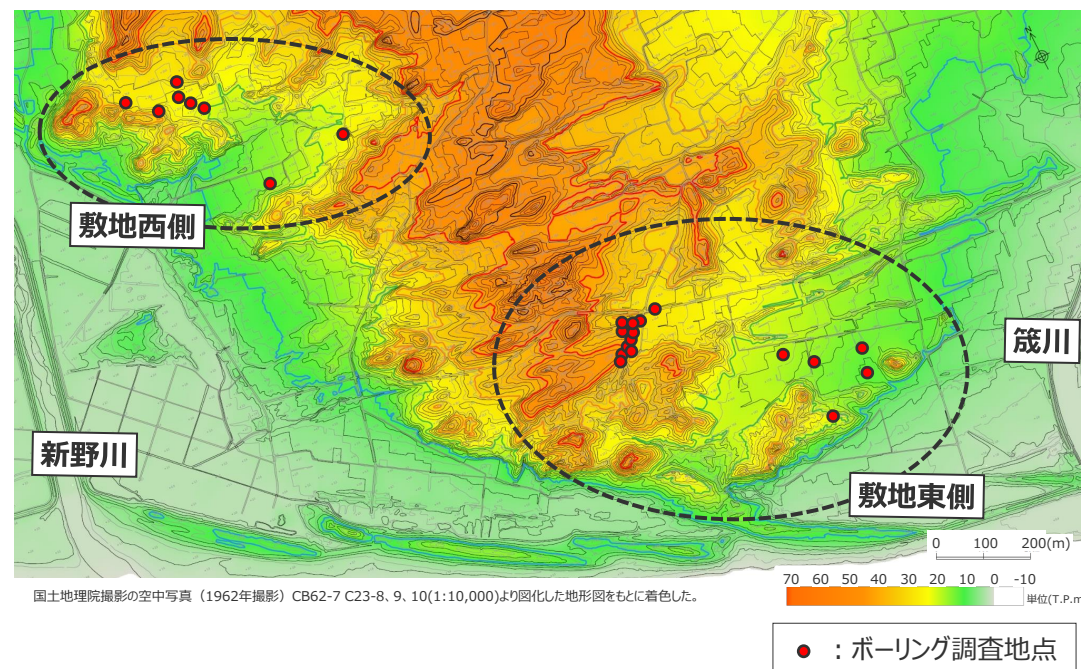 敷地西側
筬川
新野川
敷地東側
0 100 200(m)
70 60 50 40 30 20 10 0 -10
単位(T.P.m
国土地理院撮影の空中写真（1962年撮影）CB62-7 C23-8、9、10(1:10,000)より図化した地形図をもとに着色した。
：ボーリング調査地点